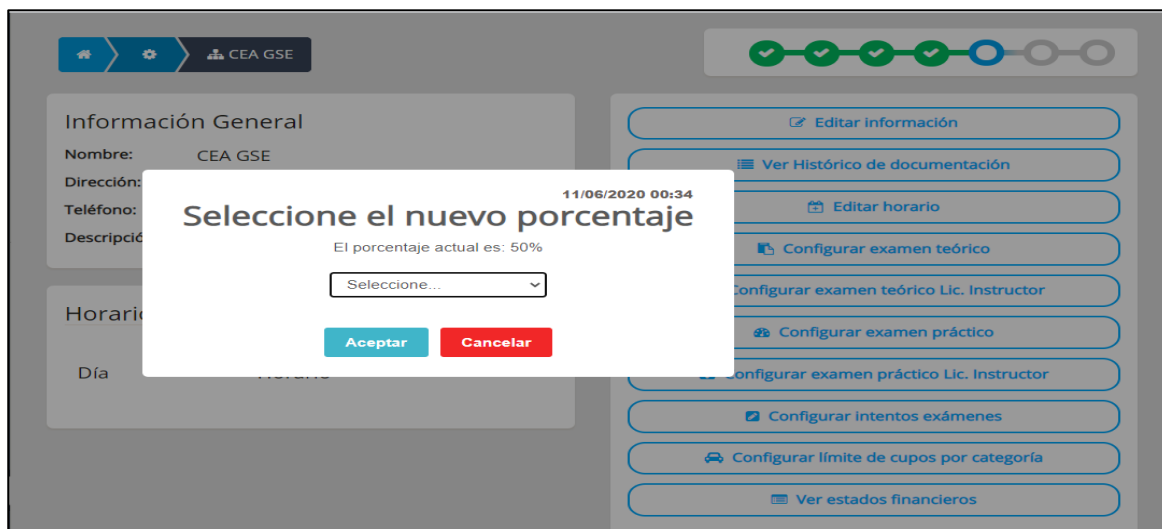 CEA GSE
Información General
Nombre: CEA GSE
Dirección:
Teléfono:
Descripció
Horario
Día Horario
11/06/2020 00:34
Seleccione el nuevo porcentaje
El porcentaje actual es: 50%
Seleccione...
Aceptar Cancelar
Editar información
Ver Histórico de documentación
Editar horario
Configurar examen teórico
Configurar examen teórico Lic. Instructor
Configurar examen práctico
Configurar examen práctico Lic. Instructor
Configurar intentos exámenes
Configurar límite de cupos por categoría
Ver estados financieros